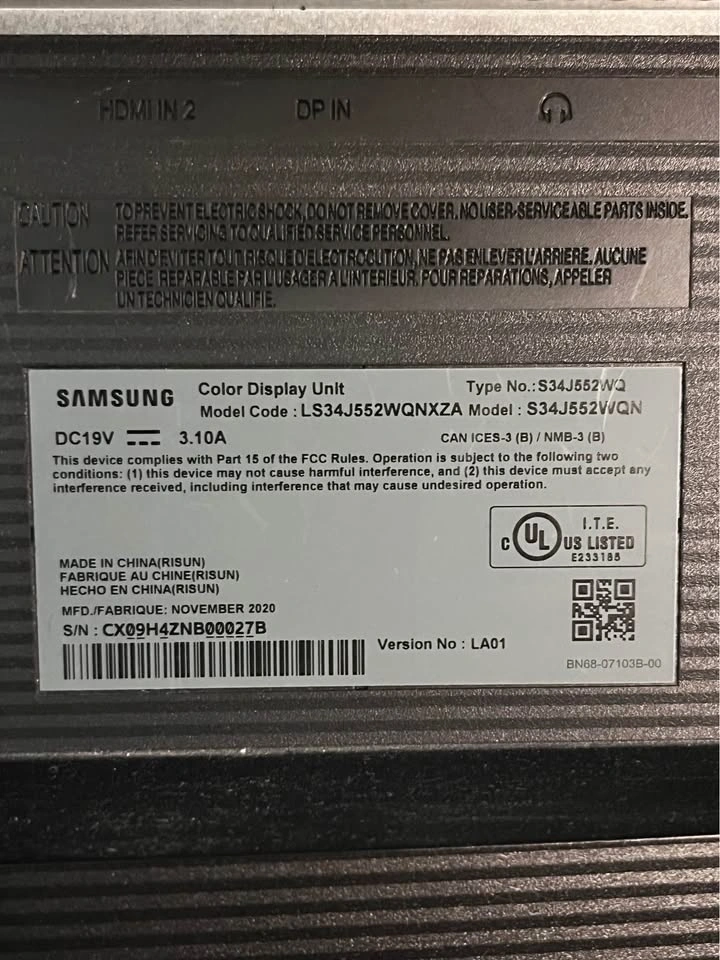 HDMI IN 2 DP IN
CAUTION TO PREVENT ELECTRIC SHOCK, DO NOT REMOVE COVER. NO USER-SERVICEABLE PARTS INSIDE.
REFER SERVICING TO QUALIFIED SERVICE PERSONNEL.
ATTENTION AFIN D'EVITER TOUT RISQUE D'ELECTROCUTION, NE PAS ENLEVER L'ARRIERE. AUCUNE
PIECE REPARABLE PAR L'USAGER A L'INTERIEUR. POUR REPARATIONS, APPELER
UN TECHNICIEN QUALIFIE.
SAMSUNG Color Display Unit Type No.:S34J552WQ
Model Code : LS34J552WQNXZA Model : S34J552WQN
DC19V 3.10A CAN ICES-3 (B) / NMB-3 (B)
This device complies with Part 15 of the FCC Rules. Operation is subject to the following two
conditions: (1) this device may not cause harmful interference, and (2) this device must accept any
interference received, including interference that may cause undesired operation.
C UL US LISTED
I.T.E.
E233188
MADE IN CHINA(RISUN)
FABRIQUE AU CHINE(RISUN)
HECHO EN CHINA(RISUN)
MFD./FABRIQUE: NOVEMBER 2020
S/N : CX09H4ZNB00027B
Version No : LA01
BN68-07103B-00